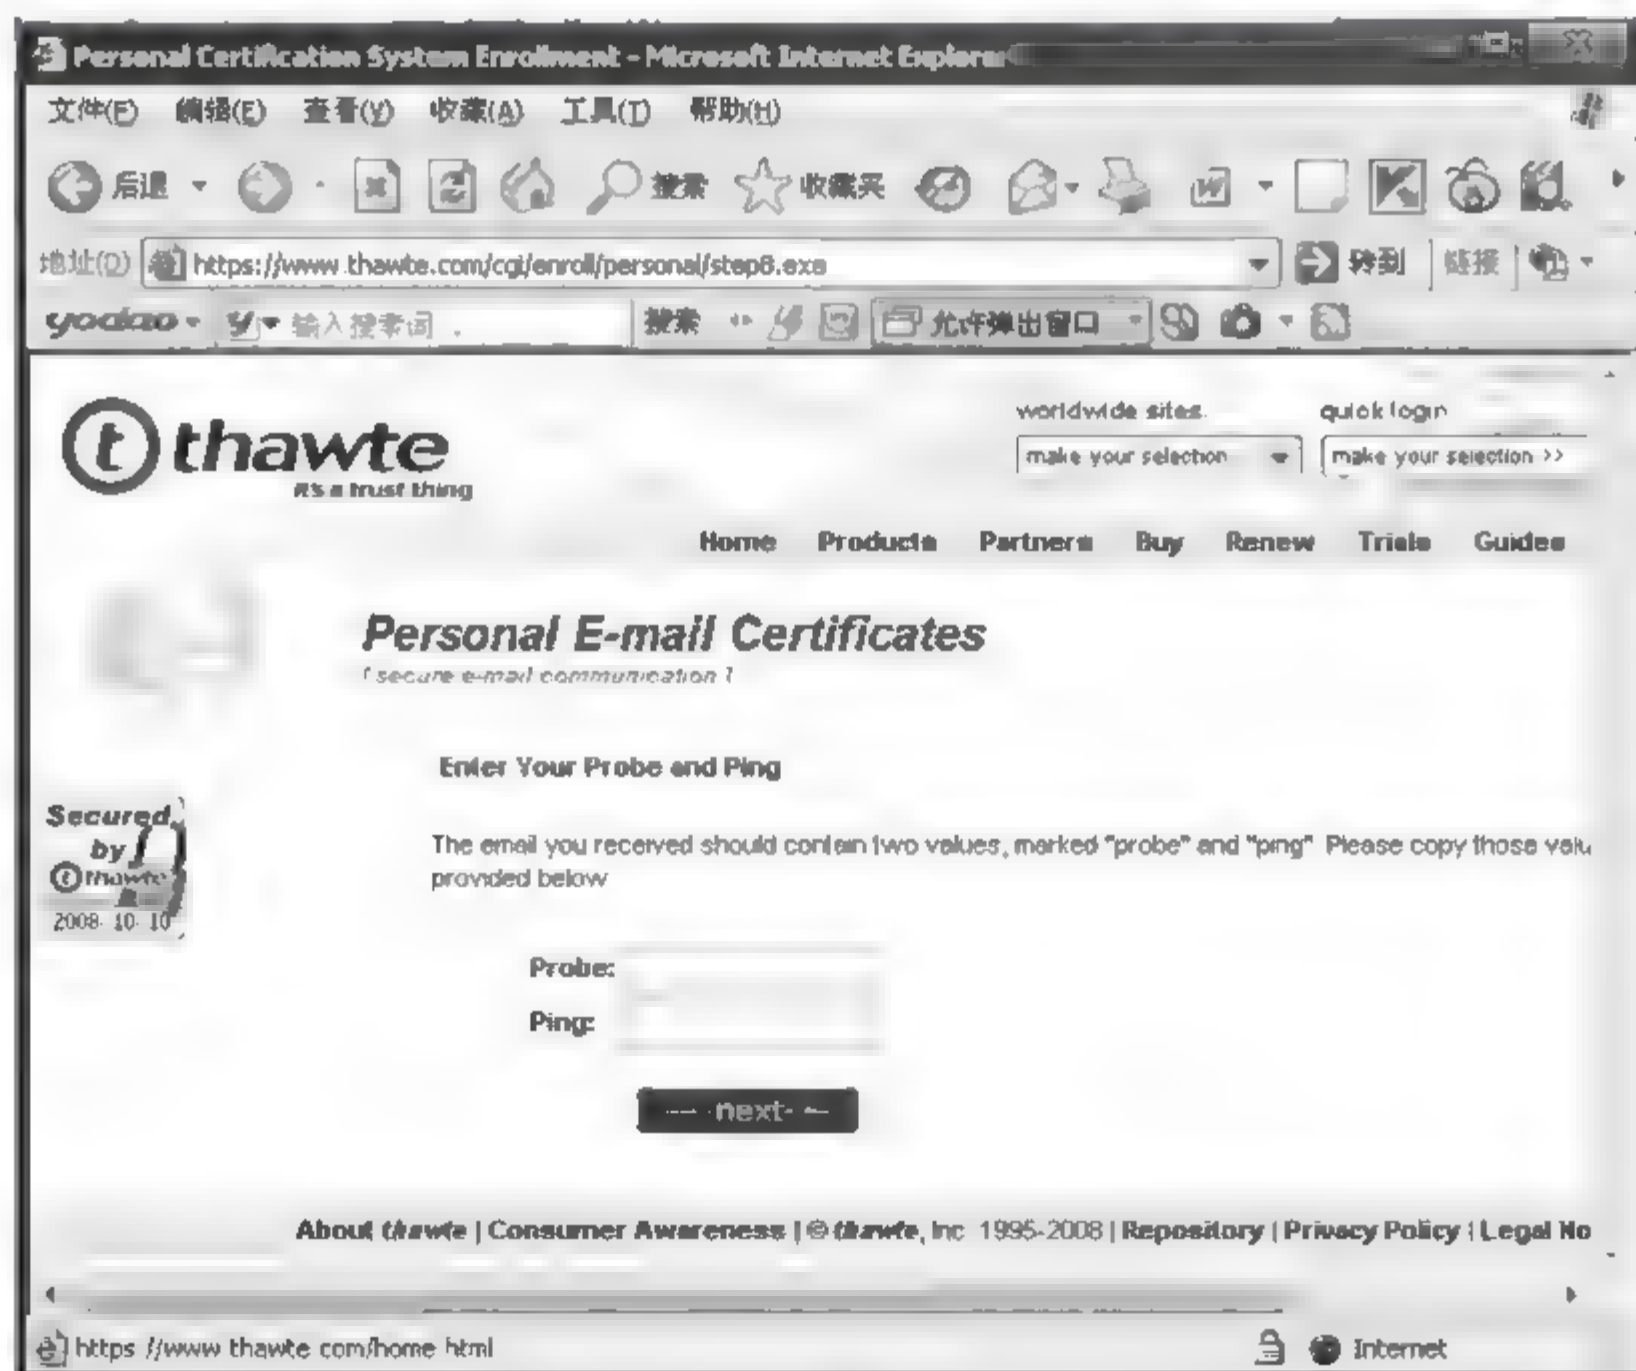 Personal Certification System Enrollment - Microsoft Internet Explorer
文件(F) 编辑(E) 查看(V) 收藏(A) 工具(T) 帮助(H)
后退 搜索 收藏夹
地址(D) https://www.thawte.com/cgi/enroll/personal/step6.exe 转到 链接
yodao 输入搜索词 搜索 允许弹出窗口
worldwide sites: quick login
thawte
make your selection make your selection >>
it's a trust thing
Home Products Partners Buy Renew Trials Guides
Personal E-mail Certificates
[ secure e-mail communication ]
Enter Your Probe and Ping
Secured
by
thawte
2008-10-10
The email you received should contain two values, marked "probe" and "ping" Please copy those valu
provided below
Probe:
Ping:
next
About thawte | Consumer Awareness | © thawte, Inc 1995-2008 | Repository | Privacy Policy | Legal No
https://www.thawte.com/home.html Internet